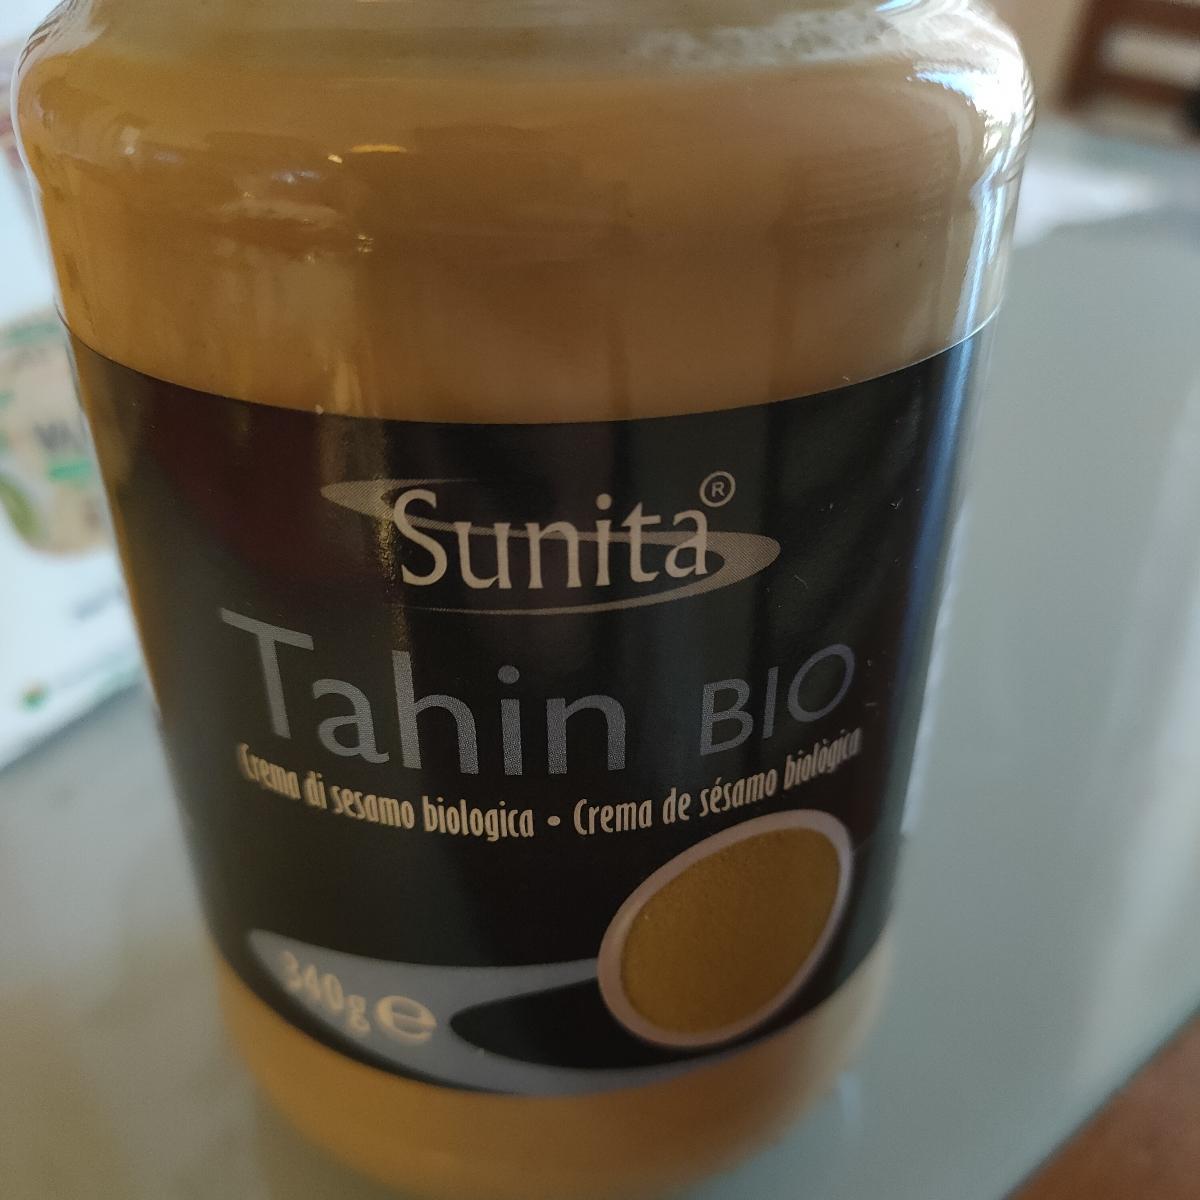 Sunita®
Tahin BIO
Crema di sesamo biologica • Crema de sésamo biològica
340g ℮